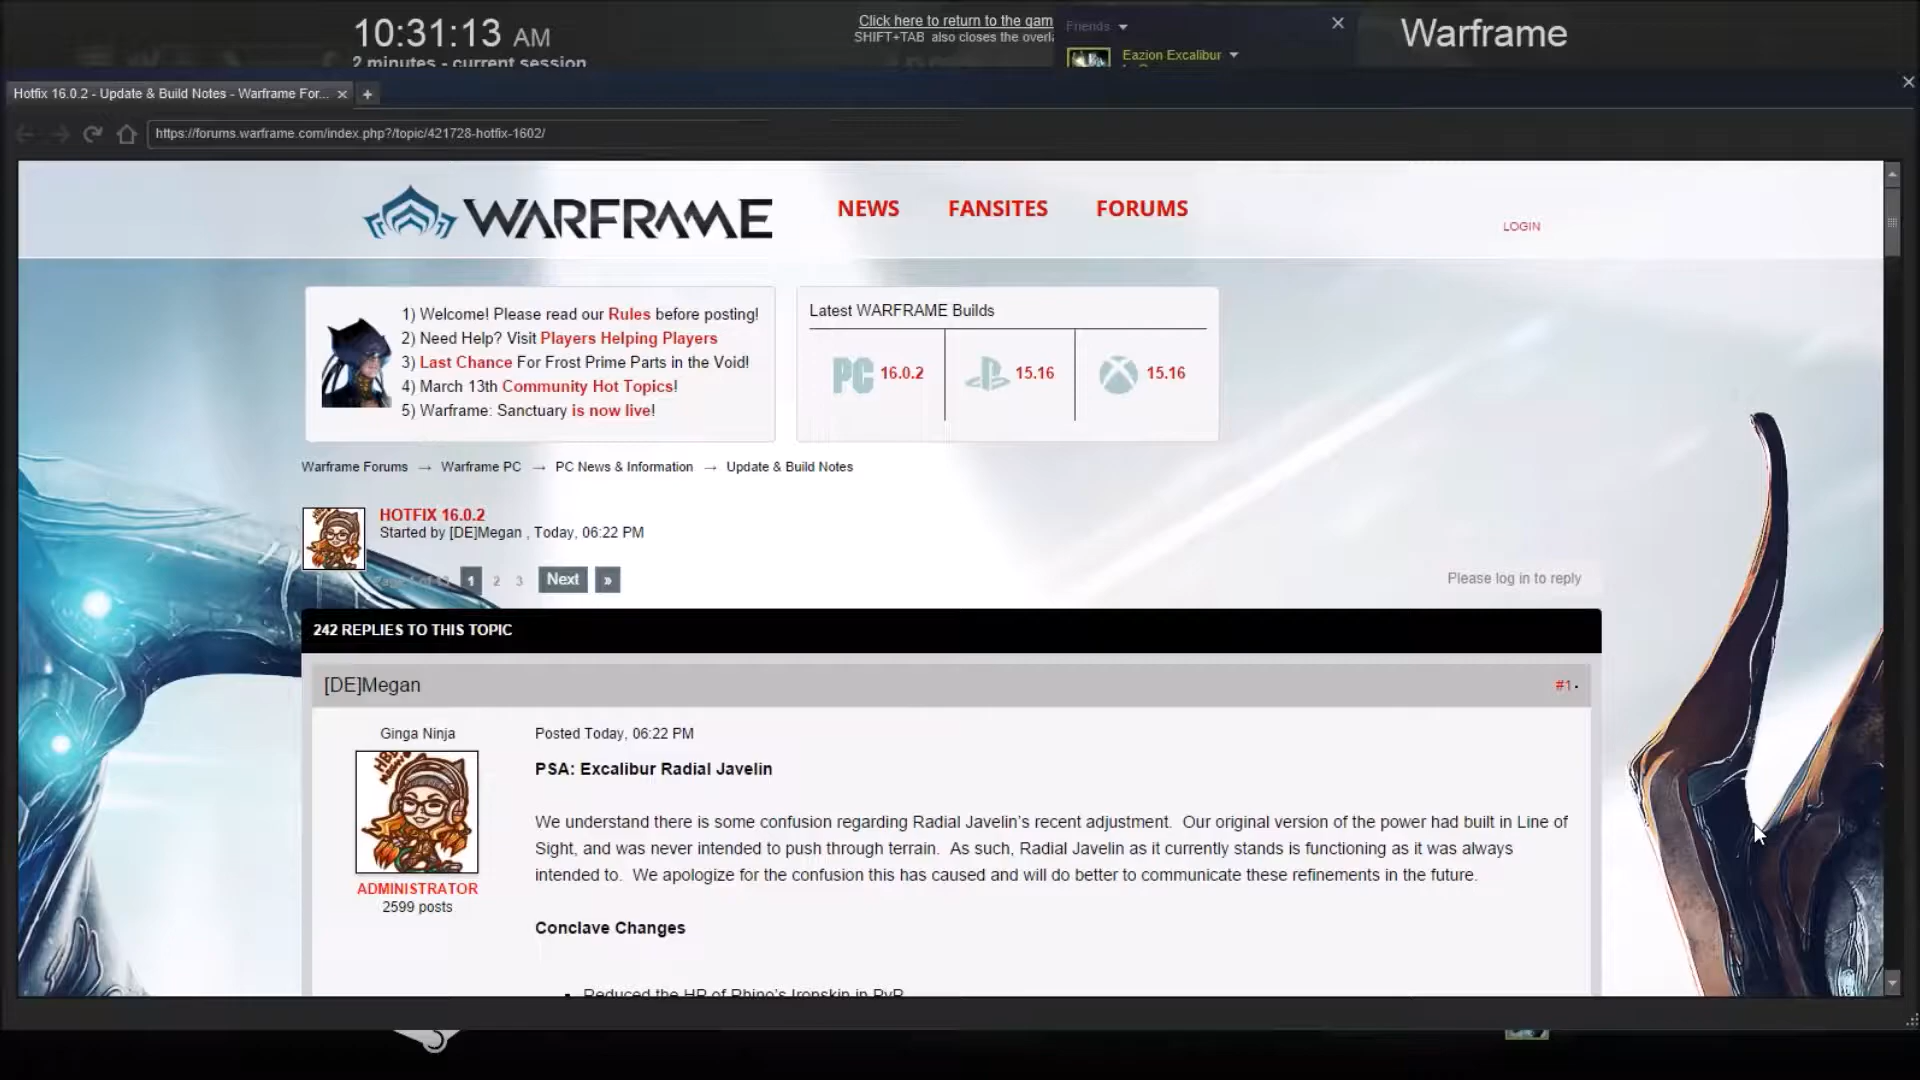 10:31:13 AM
2 minutes - current session
Click here to return to the gam
SHIFT+TAB also closes the overl
Friends
Eazion Excalibur
Warframe
Hotfix 16.0.2 - Update & Build Notes - Warframe For...
https://forums.warframe.com/index.php?/topic/421728-hotfix-1602/
WARFRAME
NEWS
FANSITES
FORUMS
LOGIN
1) Welcome! Please read our Rules before posting!
2) Need Help? Visit Players Helping Players
3) Last Chance For Frost Prime Parts in the Void!
4) March 13th Community Hot Topics!
5) Warframe: Sanctuary is now live!
Latest WARFRAME Builds
PC 16.0.2
15.16
15.16
Warframe Forums → Warframe PC → PC News & Information → Update & Build Notes
HOTFIX 16.0.2
Started by [DE]Megan , Today, 06:22 PM
1 2 3 Next »
Please log in to reply
242 REPLIES TO THIS TOPIC
[DE]Megan
#1
Ginga Ninja
ADMINISTRATOR
2599 posts
Posted Today, 06:22 PM
PSA: Excalibur Radial Javelin
We understand there is some confusion regarding Radial Javelin's recent adjustment. Our original version of the power had built in Line of
Sight, and was never intended to push through terrain. As such, Radial Javelin as it currently stands is functioning as it was always
intended to. We apologize for the confusion this has caused and will do better to communicate these refinements in the future.
Conclave Changes
Reduced the HP of Rhino's Ironskin in PvP